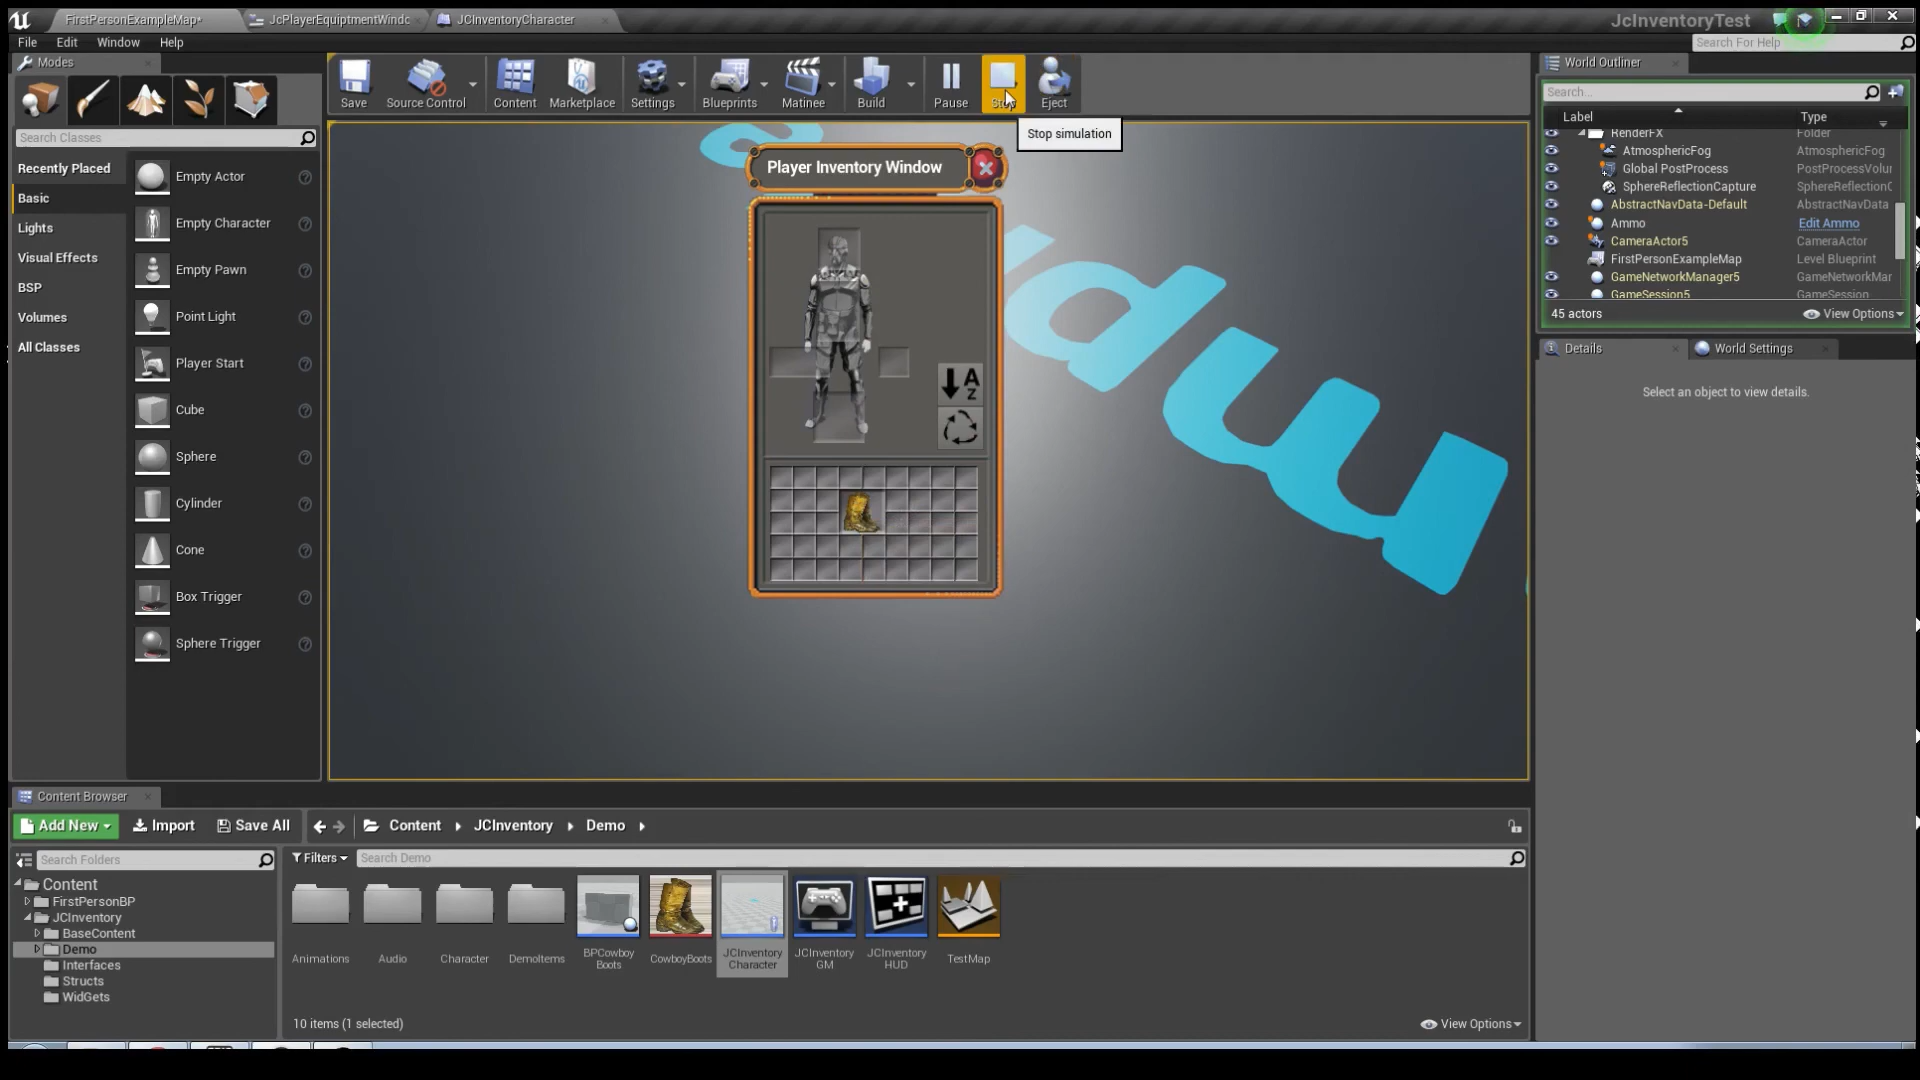 FirstPersonExampleMap*
JcPlayerEquiptmentWindc
JCInventoryCharacter
JcInventoryTest
File Edit Window Help
Search For Help
Modes
Save
Source Control
Content
Marketplace
Settings
Blueprints
Matinee
Build
Pause
Stop
Eject
Stop simulation
Search Classes
Recently Placed
Basic
Lights
Visual Effects
BSP
Volumes
All Classes
Empty Actor
Empty Character
Empty Pawn
Point Light
Player Start
Cube
Sphere
Cylinder
Cone
Box Trigger
Sphere Trigger
Player Inventory Window
A
Z
World Outliner
Search...
Label Type
RenderFX Folder
AtmosphericFog AtmosphericFog
Global PostProcess PostProcessVolur
SphereReflectionCapture SphereReflectionC
AbstractNavData-Default AbstractNavData
Ammo Edit Ammo
CameraActor5 CameraActor
FirstPersonExampleMap Level Blueprint
GameNetworkManager5 GameNetworkMar
GameSession5 GameSession
45 actors View Options
Details World Settings
Select an object to view details.
Content Browser
Add New Import Save All Content JCInventory Demo
Search Folders
Filters Search Demo
Content
FirstPersonBP
JCInventory
BaseContent
Demo
Interfaces
Structs
WidGets
Animations
Audio
Character
DemoItems
BPCowboy
Boots
CowboyBoots
JCInventory
Character
JCInventory
GM
JCInventory
HUD
TestMap
10 items (1 selected) View Options